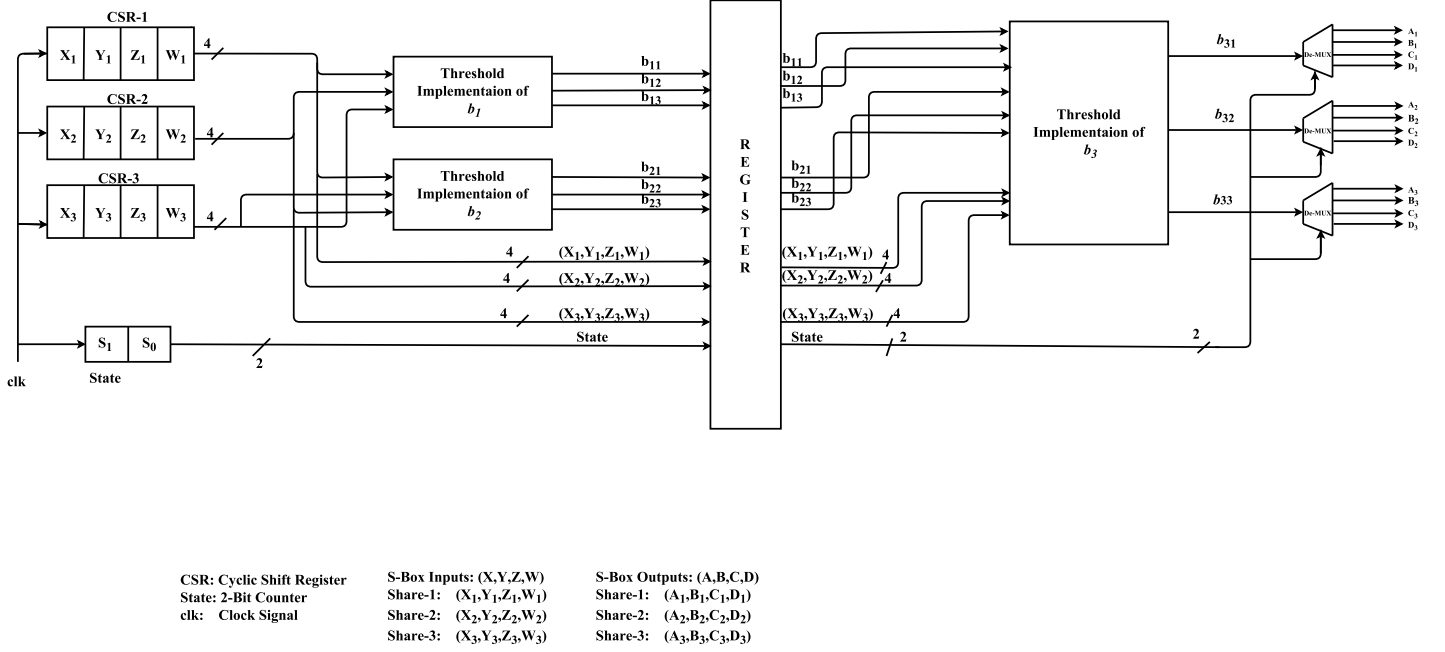 CSR-1
X1 Y1 Z1 W1
4
CSR-2
X2 Y2 Z2 W2
4
CSR-3
X3 Y3 Z3 W3
4
S1 S0
State
clk
2
Threshold
Implementaion of
b1
b11
b12
b13
Threshold
Implementaion of
b2
b21
b22
b23
4 (X1,Y1,Z1,W1)
4 (X2,Y2,Z2,W2)
4 (X3,Y3,Z3,W3)
State
R
E
G
I
S
T
E
R
b11
b12
b13
b21
b22
b23
(X1,Y1,Z1,W1) 4
(X2,Y2,Z2,W2) 4
(X3,Y3,Z3,W3) 4
State 2
2
Threshold
Implementaion of
b3
b31
b32
b33
De-MUX
A1
B1
C1
D1
De-MUX
A2
B2
C2
D2
De-MUX
A3
B3
C3
D3
CSR: Cyclic Shift Register
State: 2-Bit Counter
clk: Clock Signal
S-Box Inputs: (X,Y,Z,W)
Share-1: (X1,Y1,Z1,W1)
Share-2: (X2,Y2,Z2,W2)
Share-3: (X3,Y3,Z3,W3)
S-Box Outputs: (A,B,C,D)
Share-1: (A1,B1,C1,D1)
Share-2: (A2,B2,C2,D2)
Share-3: (A3,B3,C3,D3)